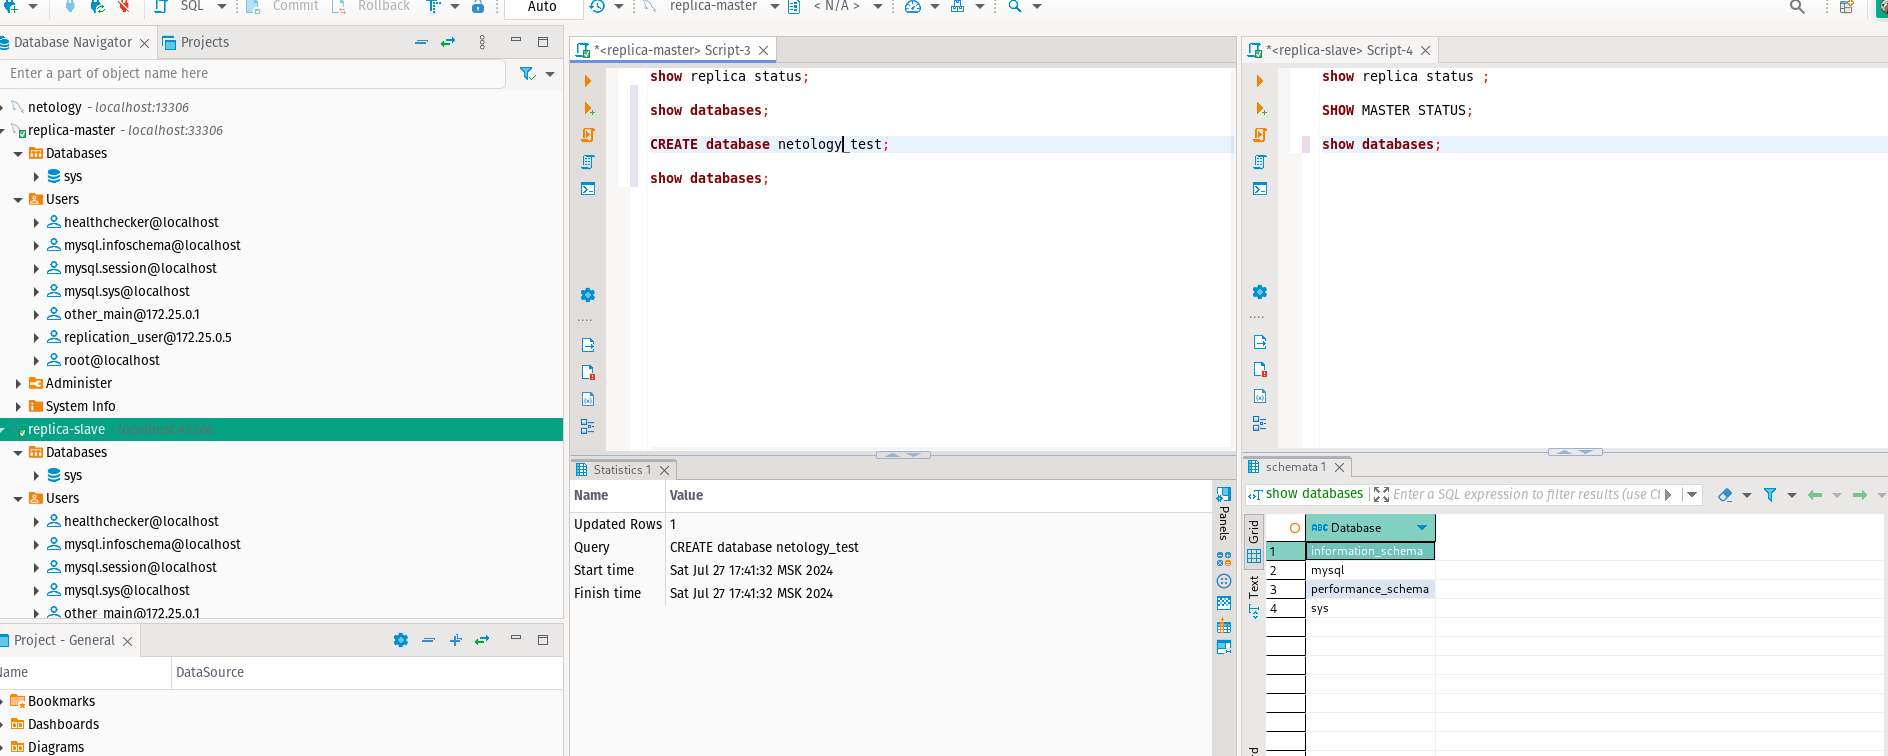 SQL
Commit
Rollback
Auto
replica-master
< N/A >
Database Navigator
Projects
Enter a part of object name here
netology - localhost:13306
replica-master - localhost:33306
Databases
sys
Users
healthchecker@localhost
mysql.infoschema@localhost
mysql.session@localhost
mysql.sys@localhost
other_main@172.25.0.1
replication_user@172.25.0.5
root@localhost
Administer
System Info
replica-slave
Databases
sys
Users
healthchecker@localhost
mysql.infoschema@localhost
mysql.session@localhost
mysql.sys@localhost
other_main@172.25.0.1
Project - General
Name DataSource
Bookmarks
Dashboards
Diagrams
*<replica-master> Script-3
show replica status;
show databases;
CREATE database netology_test;
show databases;
Statistics 1
Name Value
Updated Rows 1
Query CREATE database netology_test
Start time Sat Jul 27 17:41:32 MSK 2024
Finish time Sat Jul 27 17:41:32 MSK 2024
Panels
*<replica-slave> Script-4
show replica status ;
SHOW MASTER STATUS;
show databases;
schemata 1
show databases
Enter a SQL expression to filter results (use Ct
Grid
Text
ABC Database
1 information_schema
2 mysql
3 performance_schema
4 sys